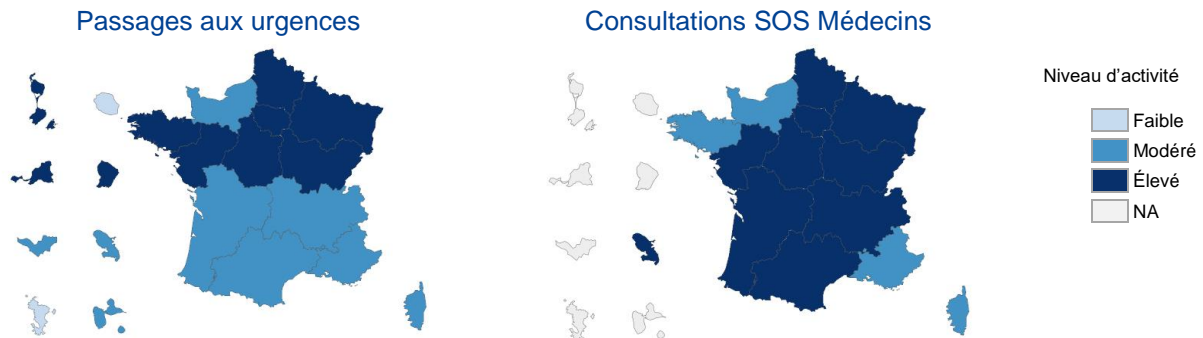 Passages aux urgences
Consultations SOS Médecins
Niveau d’activité
Faible
Modéré
Élevé
NA